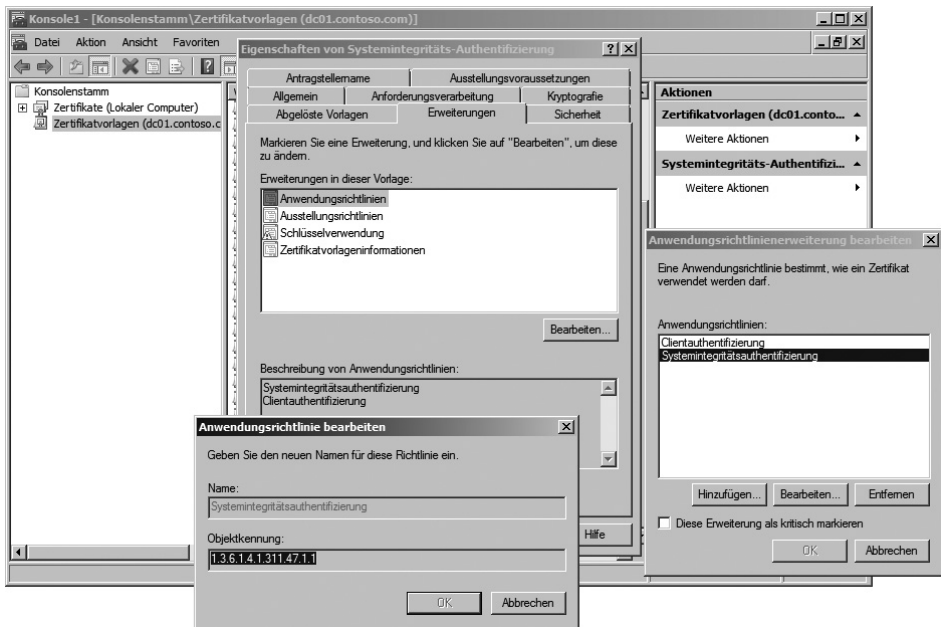 Konsole1 - [Konsolenstamm\Zertifikatvorlagen (dc01.contoso.com)]
Datei Aktion Ansicht Favoriten
Konsolenstamm
Zertifikate (Lokaler Computer)
Zertifikatvorlagen (dc01.contoso.c
Eigenschaften von Systemintegritäts-Authentifizierung
Antragstellername Ausstellungsvoraussetzungen
Allgemein Anforderungsverarbeitung Kryptografie
Abgelöste Vorlagen Erweiterungen Sicherheit
Markieren Sie eine Erweiterung, und klicken Sie auf "Bearbeiten", um diese
zu ändern.
Erweiterungen in dieser Vorlage:
Anwendungsrichtlinien
Ausstellungsrichtlinien
Schlüsselverwendung
Zertifikatvorlageninformationen
Bearbeiten...
Beschreibung von Anwendungsrichtlinien:
Systemintegritätsauthentifizierung
Clientauthentifizierung
Hilfe
Aktionen
Zertifikatvorlagen (dc01.conto...
Weitere Aktionen
Systemintegritäts-Authentifizi...
Weitere Aktionen
Anwendungsrichtlinienerweiterung bearbeiten
Eine Anwendungsrichtlinie bestimmt, wie ein Zertifikat
verwendet werden darf.
Anwendungsrichtlinien:
Clientauthentifizierung
Systemintegritätsauthentifizierung
Hinzufügen... Bearbeiten... Entfernen
Diese Erweiterung als kritisch markieren
OK Abbrechen
Anwendungsrichtlinie bearbeiten
Geben Sie den neuen Namen für diese Richtlinie ein.
Name:
Systemintegritätsauthentifizierung
Objektkennung:
1.3.6.1.4.1.311.47.1.1
OK Abbrechen